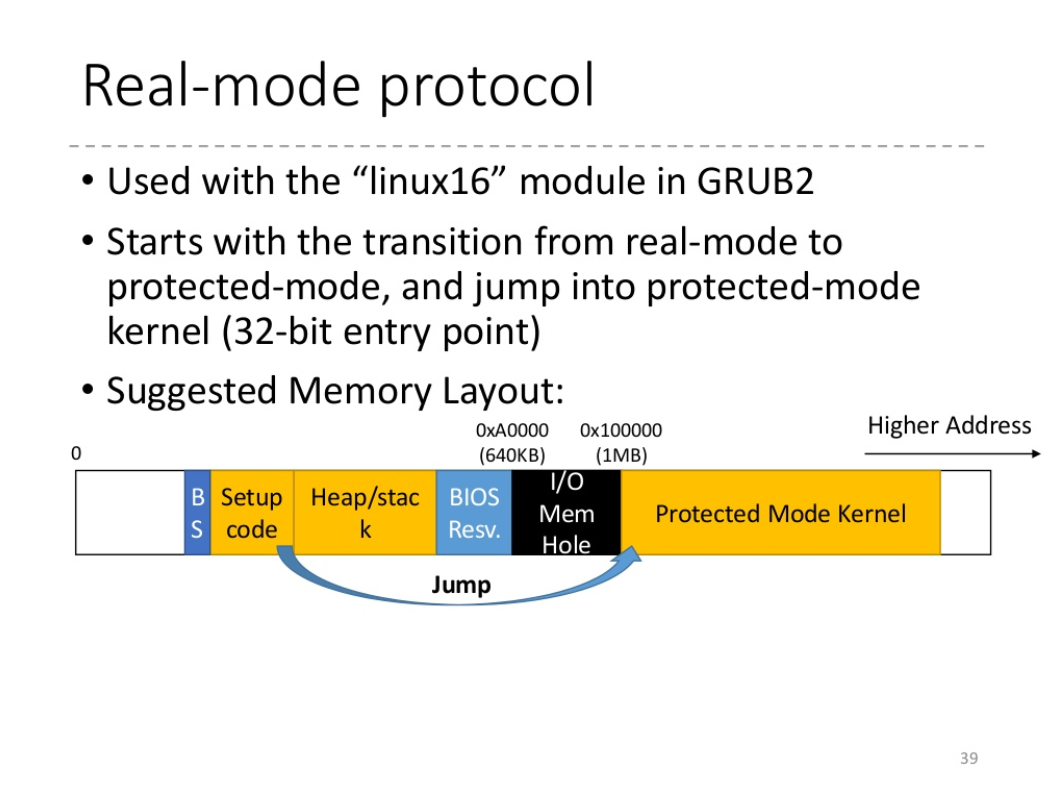 Real-mode protocol
• Used with the “linux16” module in GRUB2
• Starts with the transition from real-mode to
protected-mode, and jump into protected-mode
kernel (32-bit entry point)
• Suggested Memory Layout:
Higher Address
0xA0000
(640KB)
0x100000
(1MB)
0
B
S
Setup
code
Heap/stac
k
BIOS
Resv.
I/O
Mem
Hole
Protected Mode Kernel
Jump
39